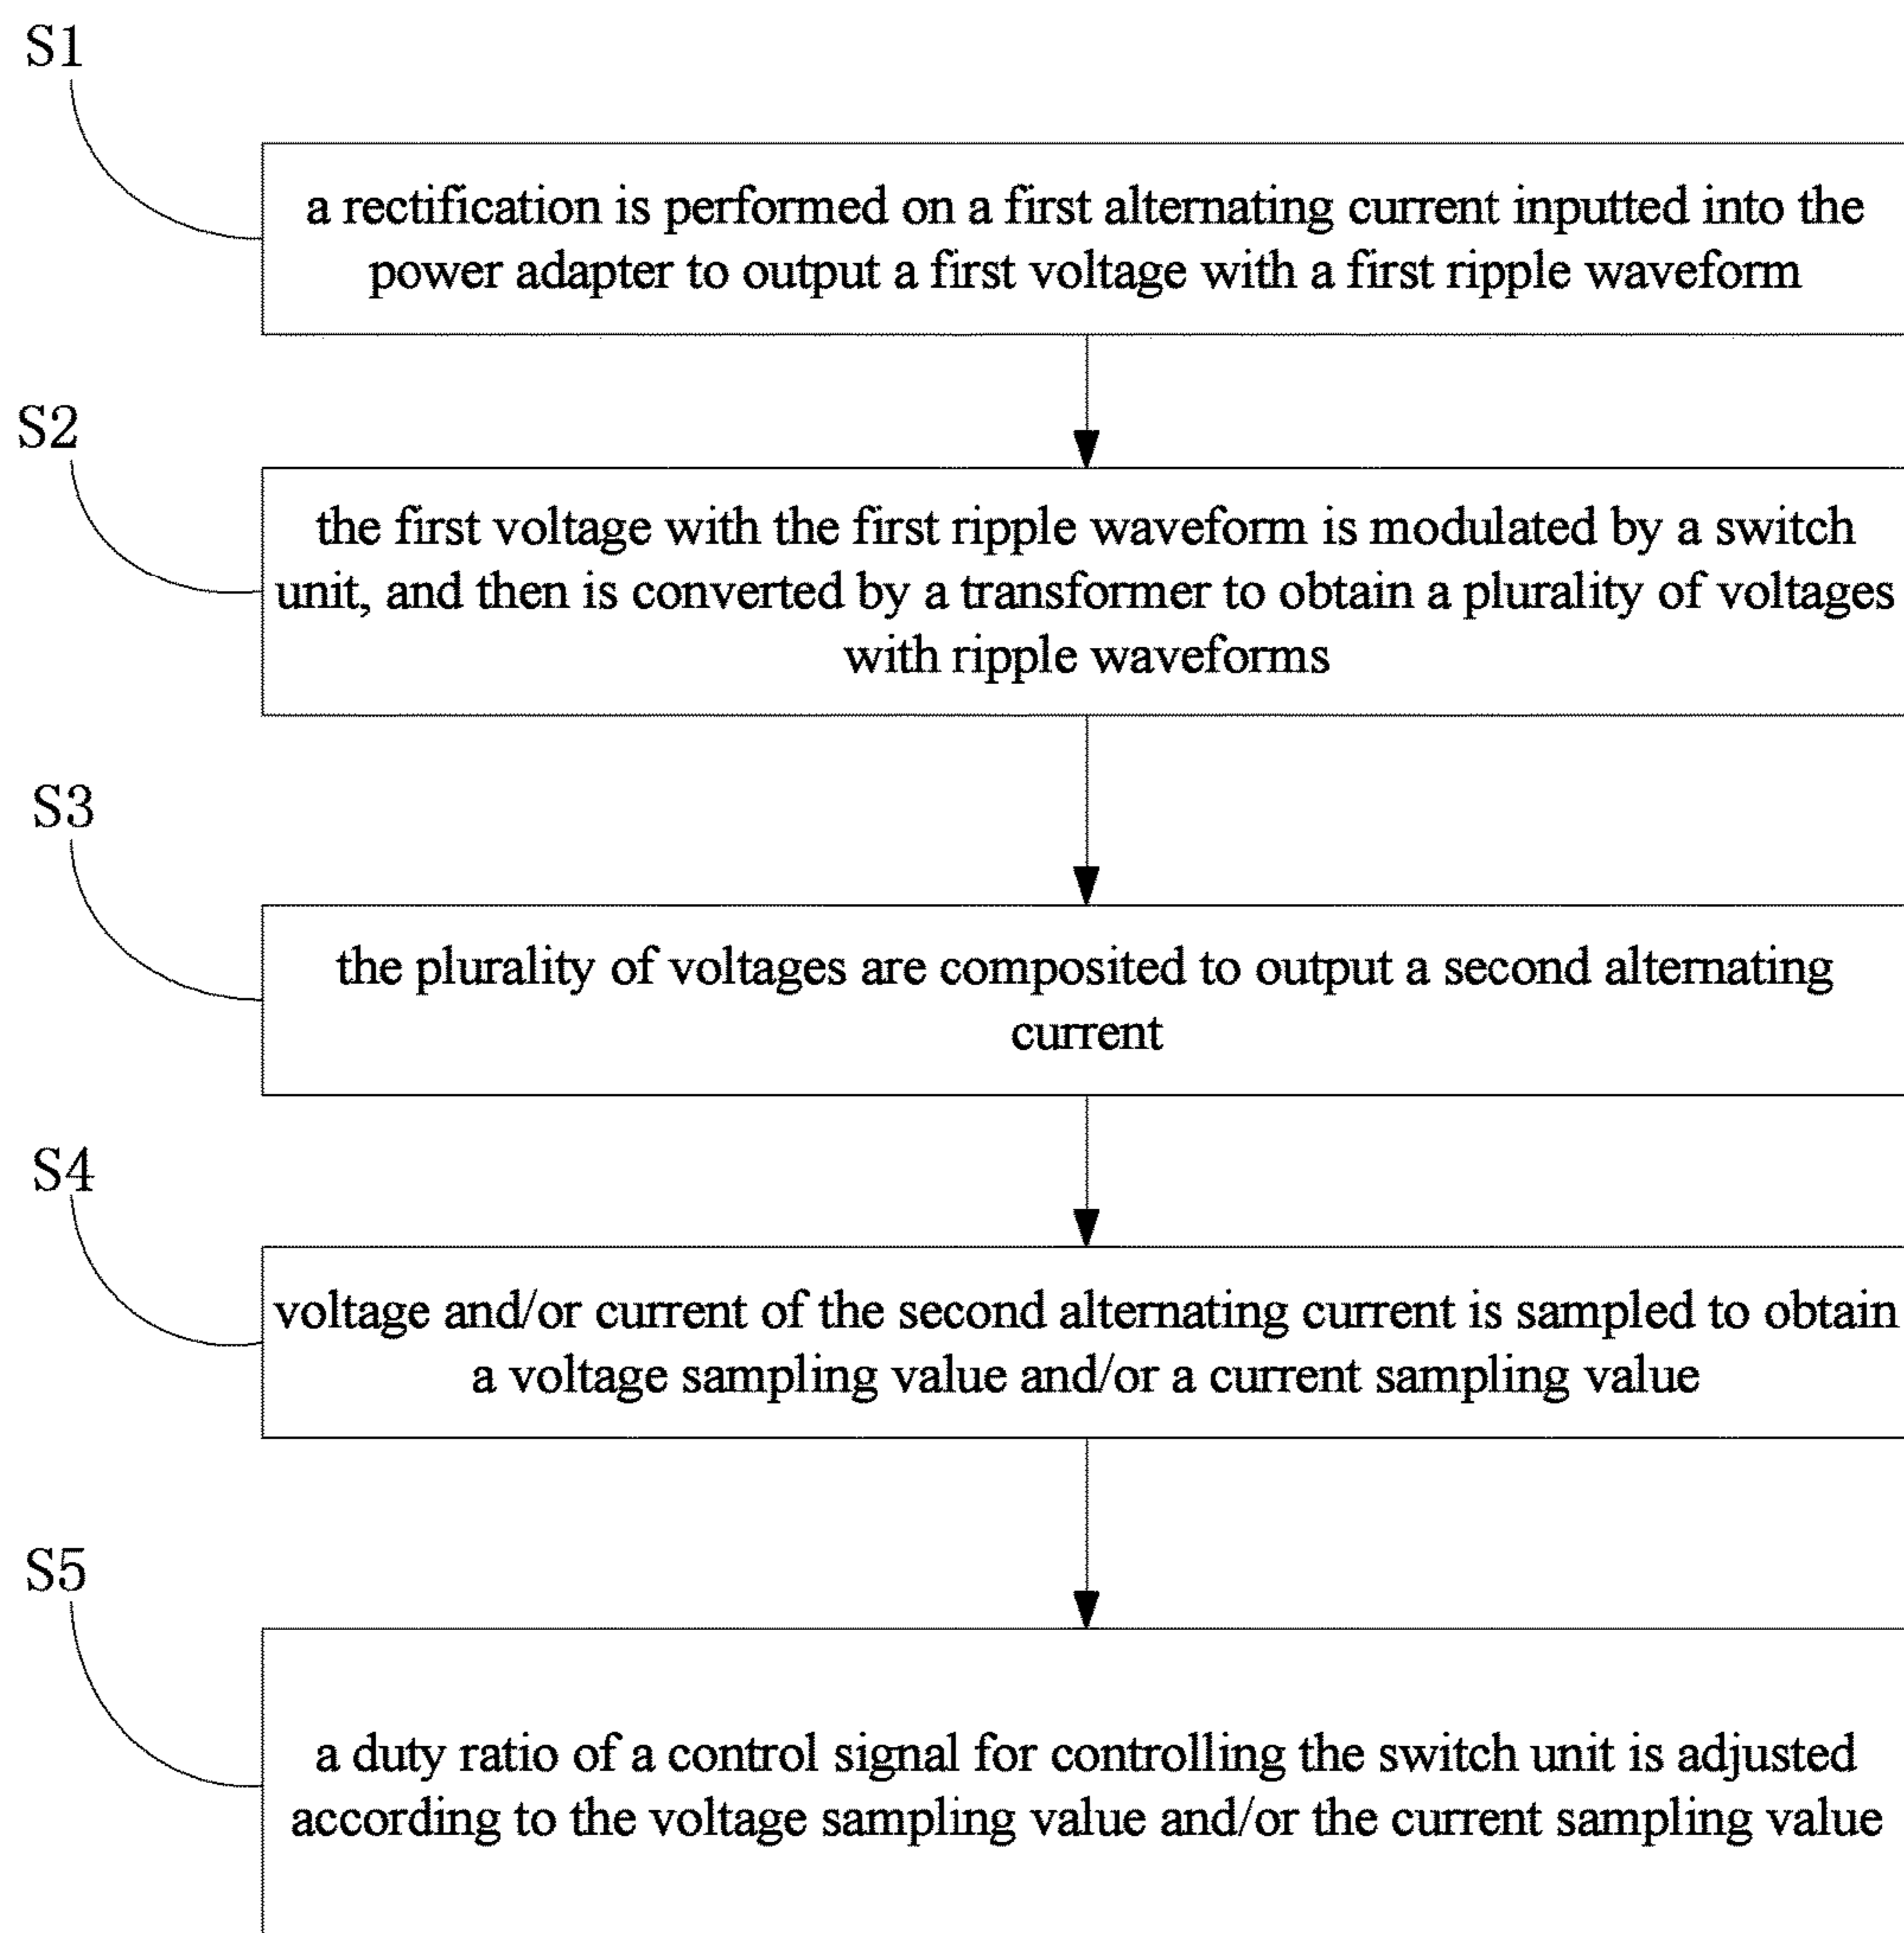 S1
a rectification is performed on a first alternating current inputted into the
power adapter to output a first voltage with a first ripple waveform
S2
the first voltage with the first ripple waveform is modulated by a switch
unit, and then is converted by a transformer to obtain a plurality of voltages
with ripple waveforms
S3
the plurality of voltages are composited to output a second alternating
current
S4
voltage and/or current of the second alternating current is sampled to obtain
a voltage sampling value and/or a current sampling value
S5
a duty ratio of a control signal for controlling the switch unit is adjusted
according to the voltage sampling value and/or the current sampling value